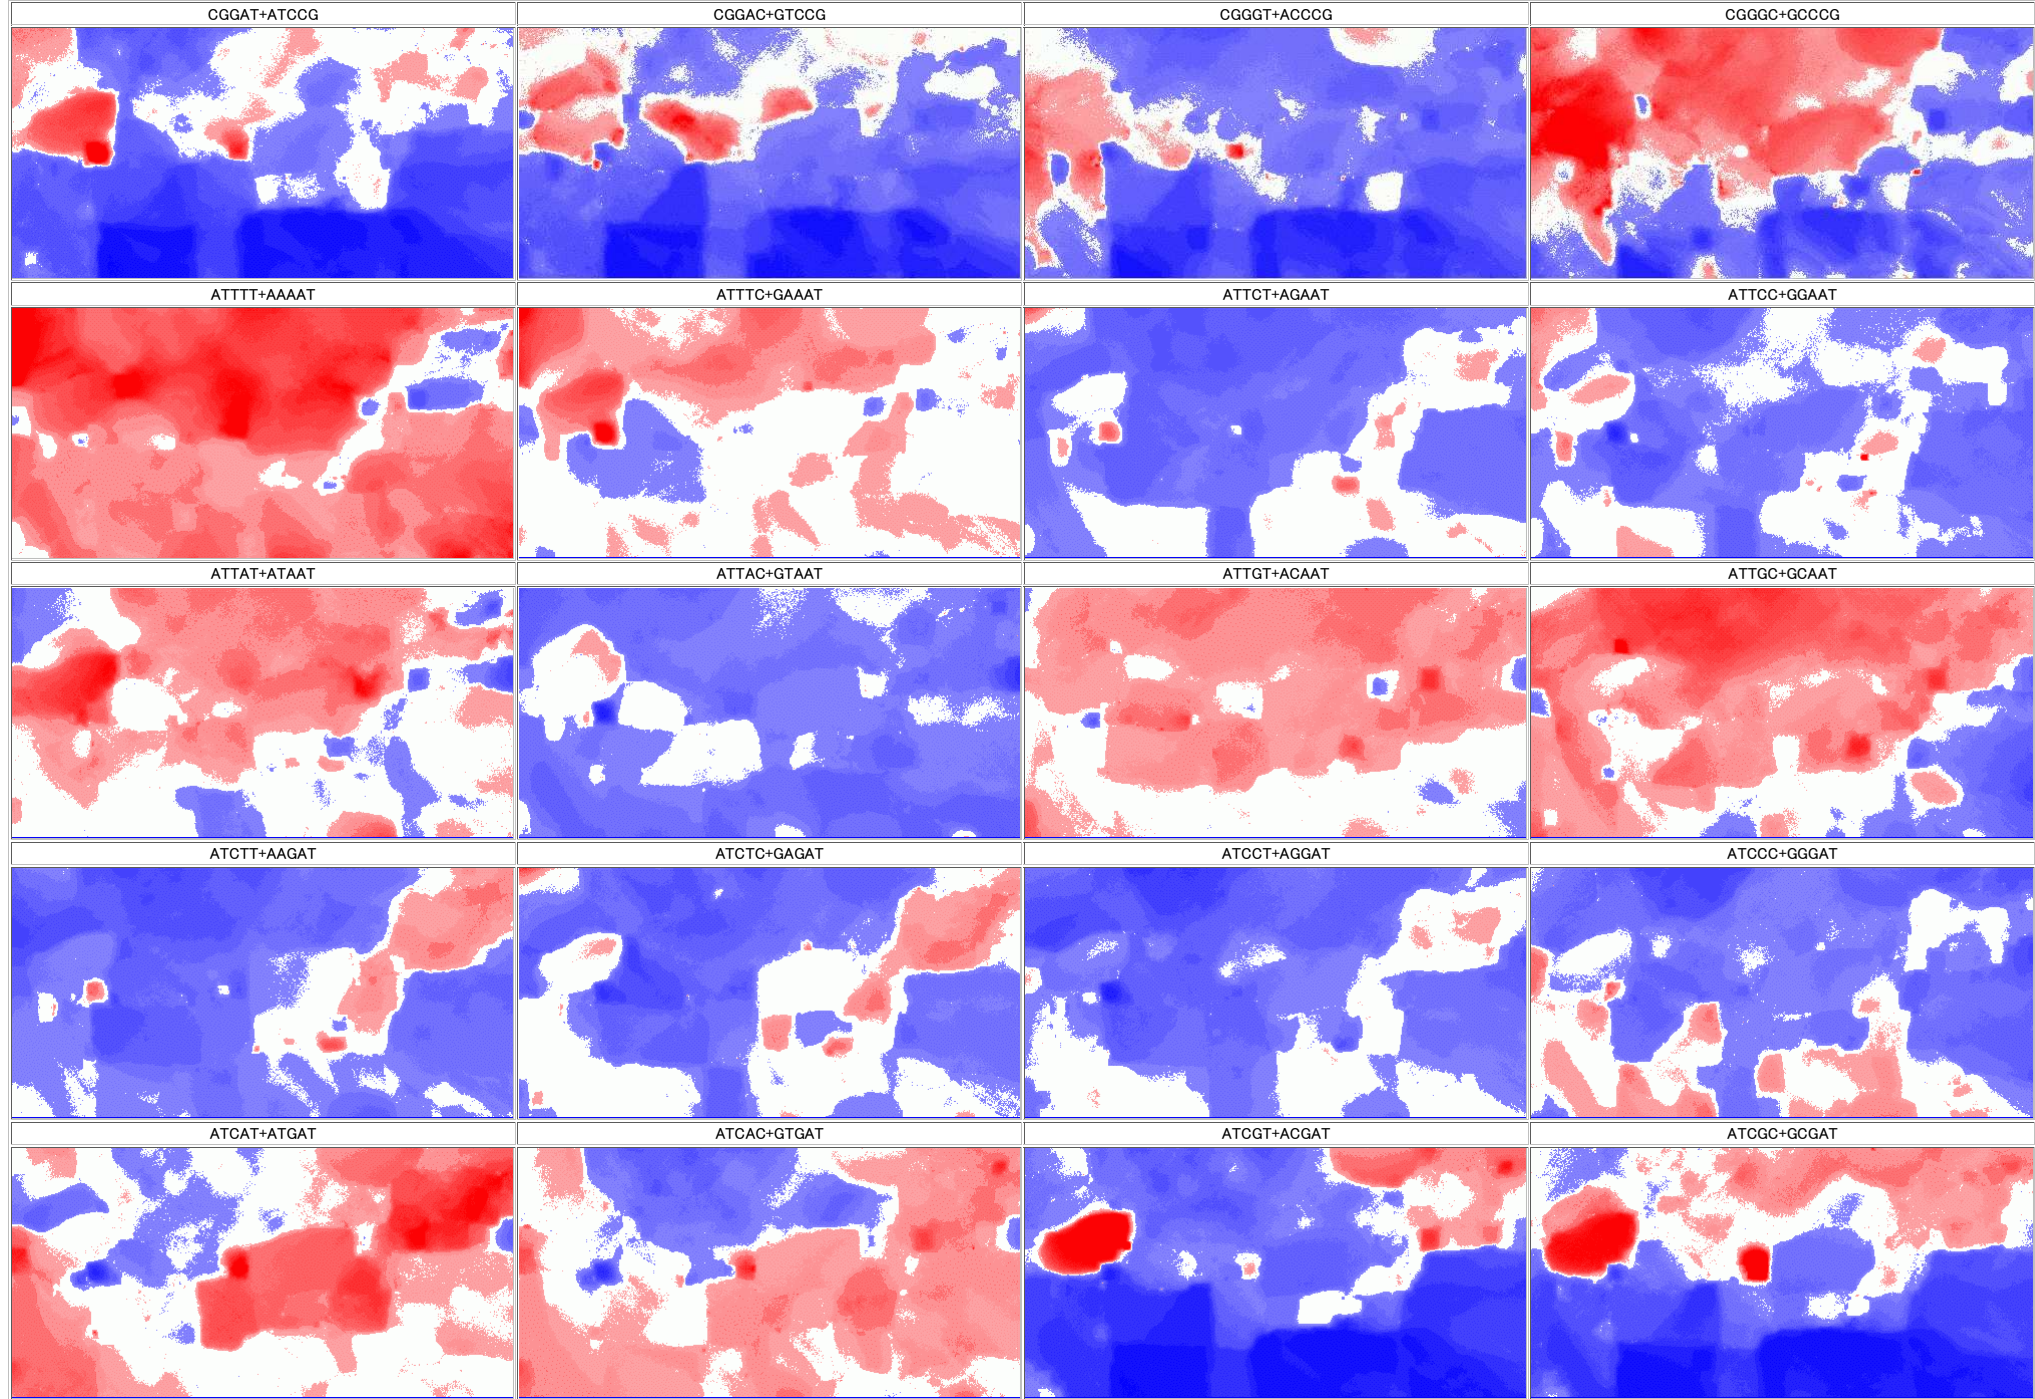 CGGAT+ATCCG CGGAC+GTCCG CGGGT+ACCCG CGGGC+GCCCG
ATTTT+AAAAT ATTTC+GAAAT ATTCT+AGAAT ATTCC+GGAAT
ATTAT+ATAAT ATTAC+GTAAT ATTGT+ACAAT ATTGC+GCAAT
ATCTT+AAGAT ATCTC+GAGAT ATCCT+AGGAT ATCCC+GGGAT
ATCAT+ATGAT ATCAC+GTGAT ATCGT+ACGAT ATCGC+GCGAT